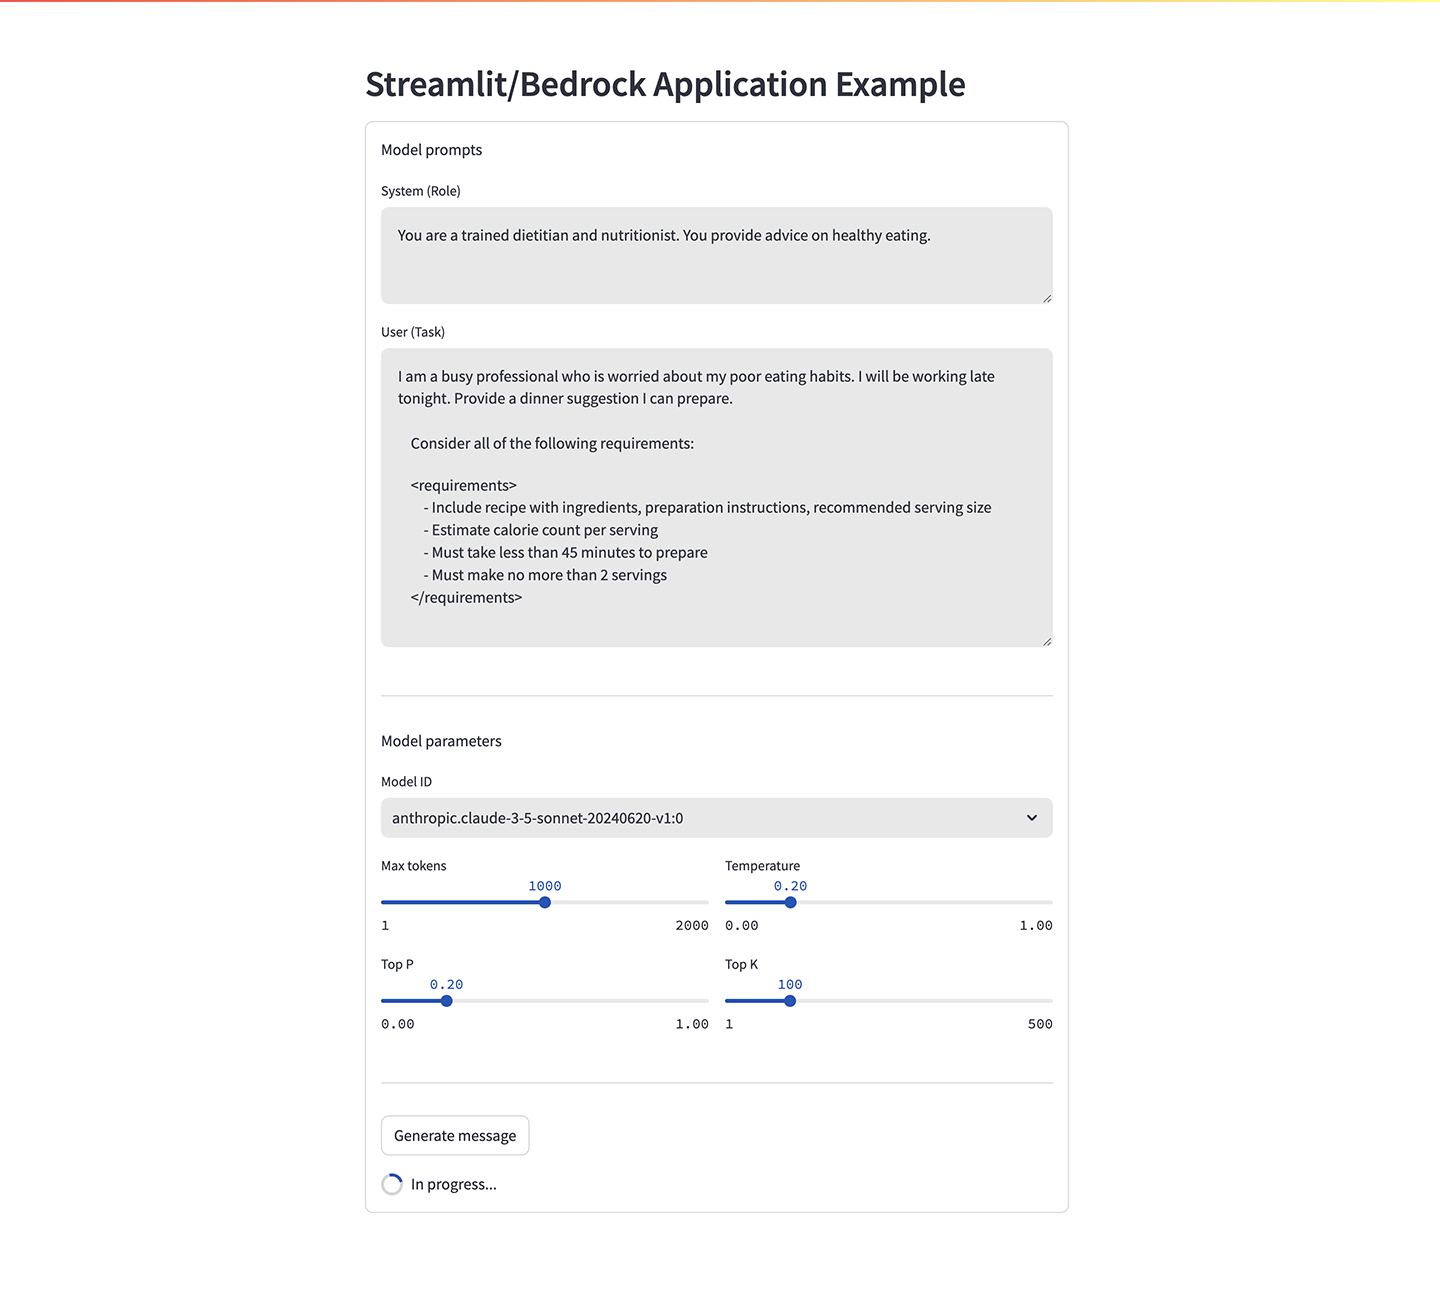 Streamlit/Bedrock Application Example
Model prompts
System (Role)
You are a trained dietitian and nutritionist. You provide advice on healthy eating.
User (Task)
I am a busy professional who is worried about my poor eating habits. I will be working late
tonight. Provide a dinner suggestion I can prepare.
Consider all of the following requirements:
<requirements>
- Include recipe with ingredients, preparation instructions, recommended serving size
- Estimate calorie count per serving
- Must take less than 45 minutes to prepare
- Must make no more than 2 servings
</requirements>
Model parameters
Model ID
anthropic.claude-3-5-sonnet-20240620-v1:0
Max tokens
1000
1 2000
Temperature
0.20
0.00 1.00
Top P
0.20
0.00 1.00
Top K
100
1 500
Generate message
In progress...